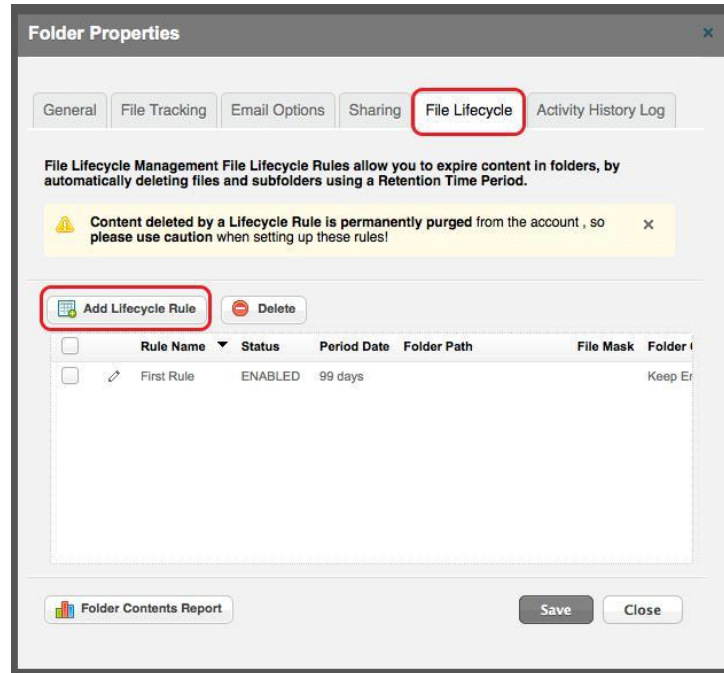 Folder Properties
×
General File Tracking Email Options Sharing File Lifecycle Activity History Log
File Lifecycle Management File Lifecycle Rules allow you to expire content in folders, by
automatically deleting files and subfolders using a Retention Time Period.
Content deleted by a Lifecycle Rule is permanently purged from the account , so ×
please use caution when setting up these rules!
Add Lifecycle Rule Delete
Rule Name Status Period Date Folder Path File Mask Folder
First Rule ENABLED 99 days Keep
Folder Contents Report Save Close